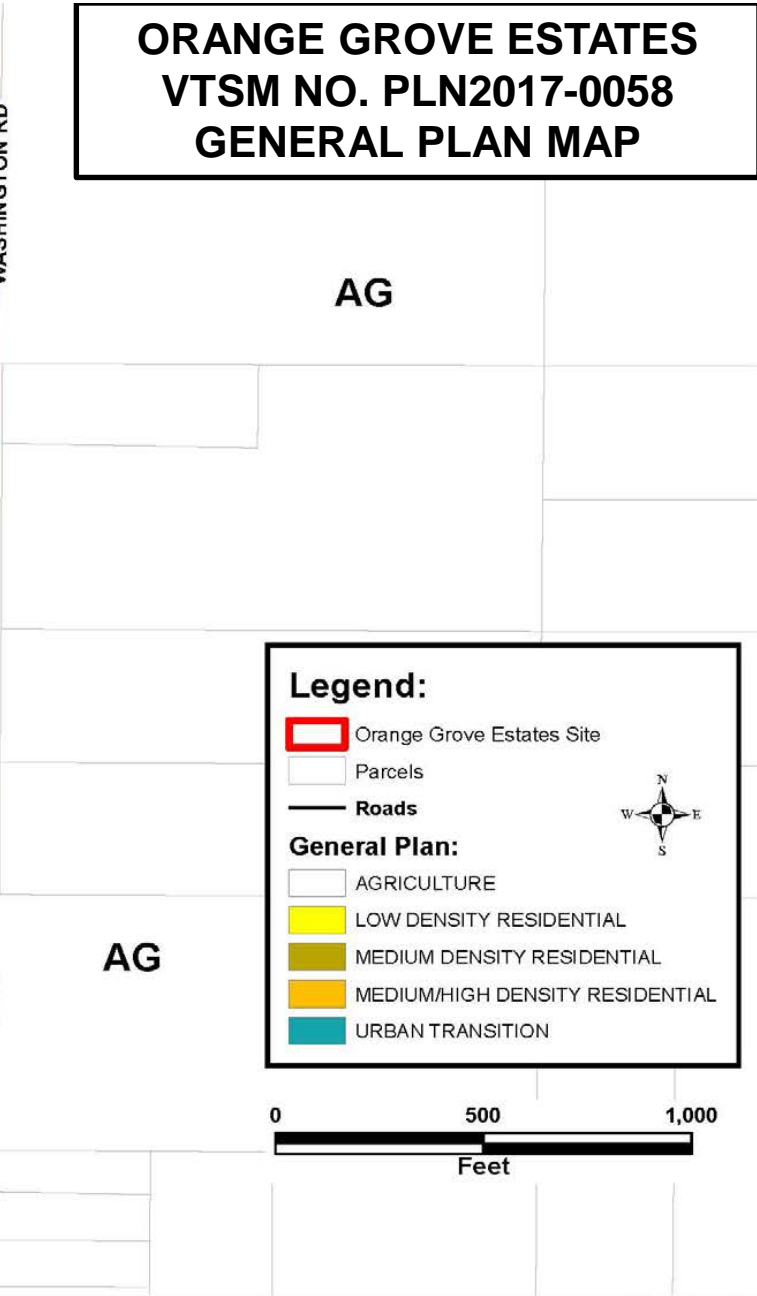 ORANGE GROVE ESTATES
VTSM NO. PLN2017-0058
GENERAL PLAN MAP
WASHINGTON RD
AG
Legend:
Orange Grove Estates Site
Parcels
Roads
N
W E
S
General Plan:
AGRICULTURE
LOW DENSITY RESIDENTIAL
MEDIUM DENSITY RESIDENTIAL
MEDIUM/HIGH DENSITY RESIDENTIAL
URBAN TRANSITION
AG
0 500 1,000
Feet